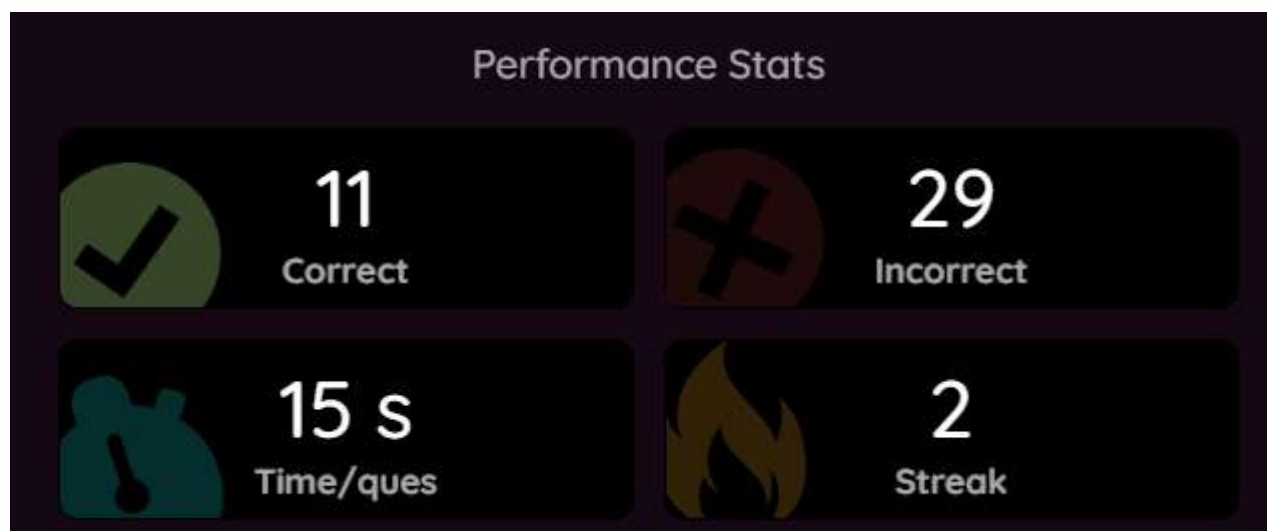 Performance Stats
11
Correct
29
Incorrect
15 s
Time/ques
2
Streak